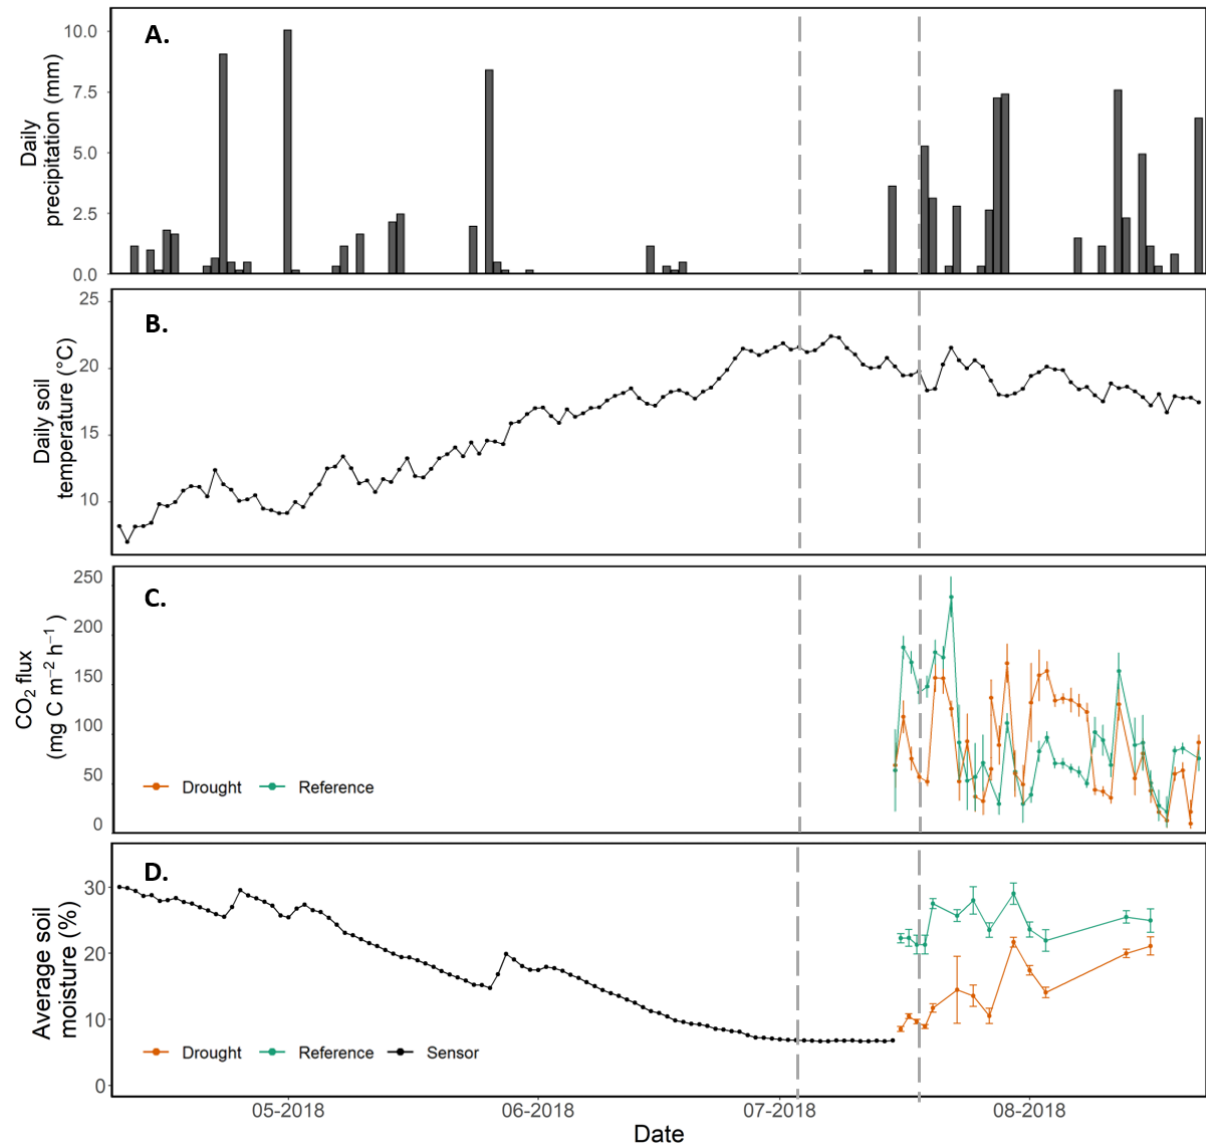 A.
Daily
precipitation (mm)
10.0
7.5
5.0
2.5
0.0
B.
Daily soil
temperature (°C)
25
20
15
10
C.
CO₂ flux
(mg C m⁻² h⁻¹)
250
200
150
100
50
0
Drought Reference
D.
Average soil
moisture (%)
30
20
10
0
Drought Reference Sensor
05-2018 06-2018 07-2018 08-2018
Date